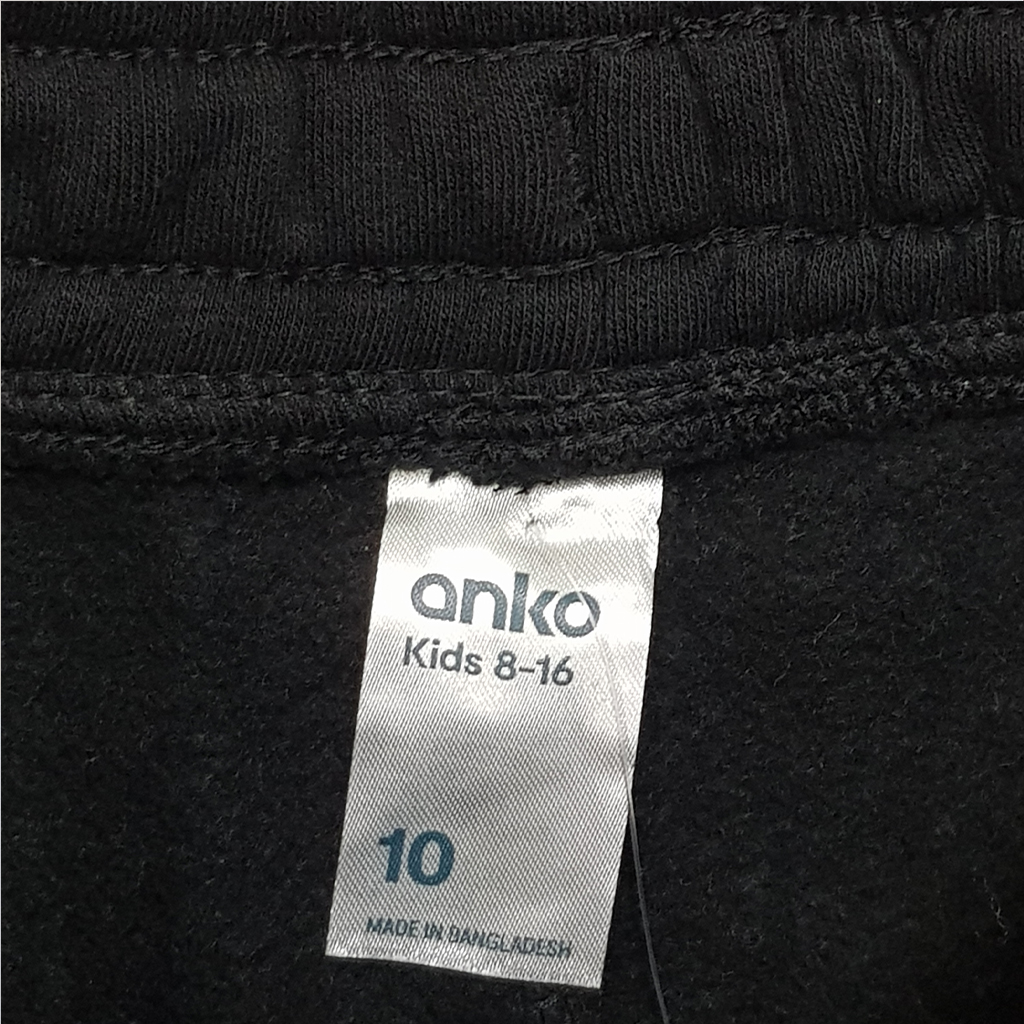 anko
Kids 8-16
10
MADE IN BANGLADESH